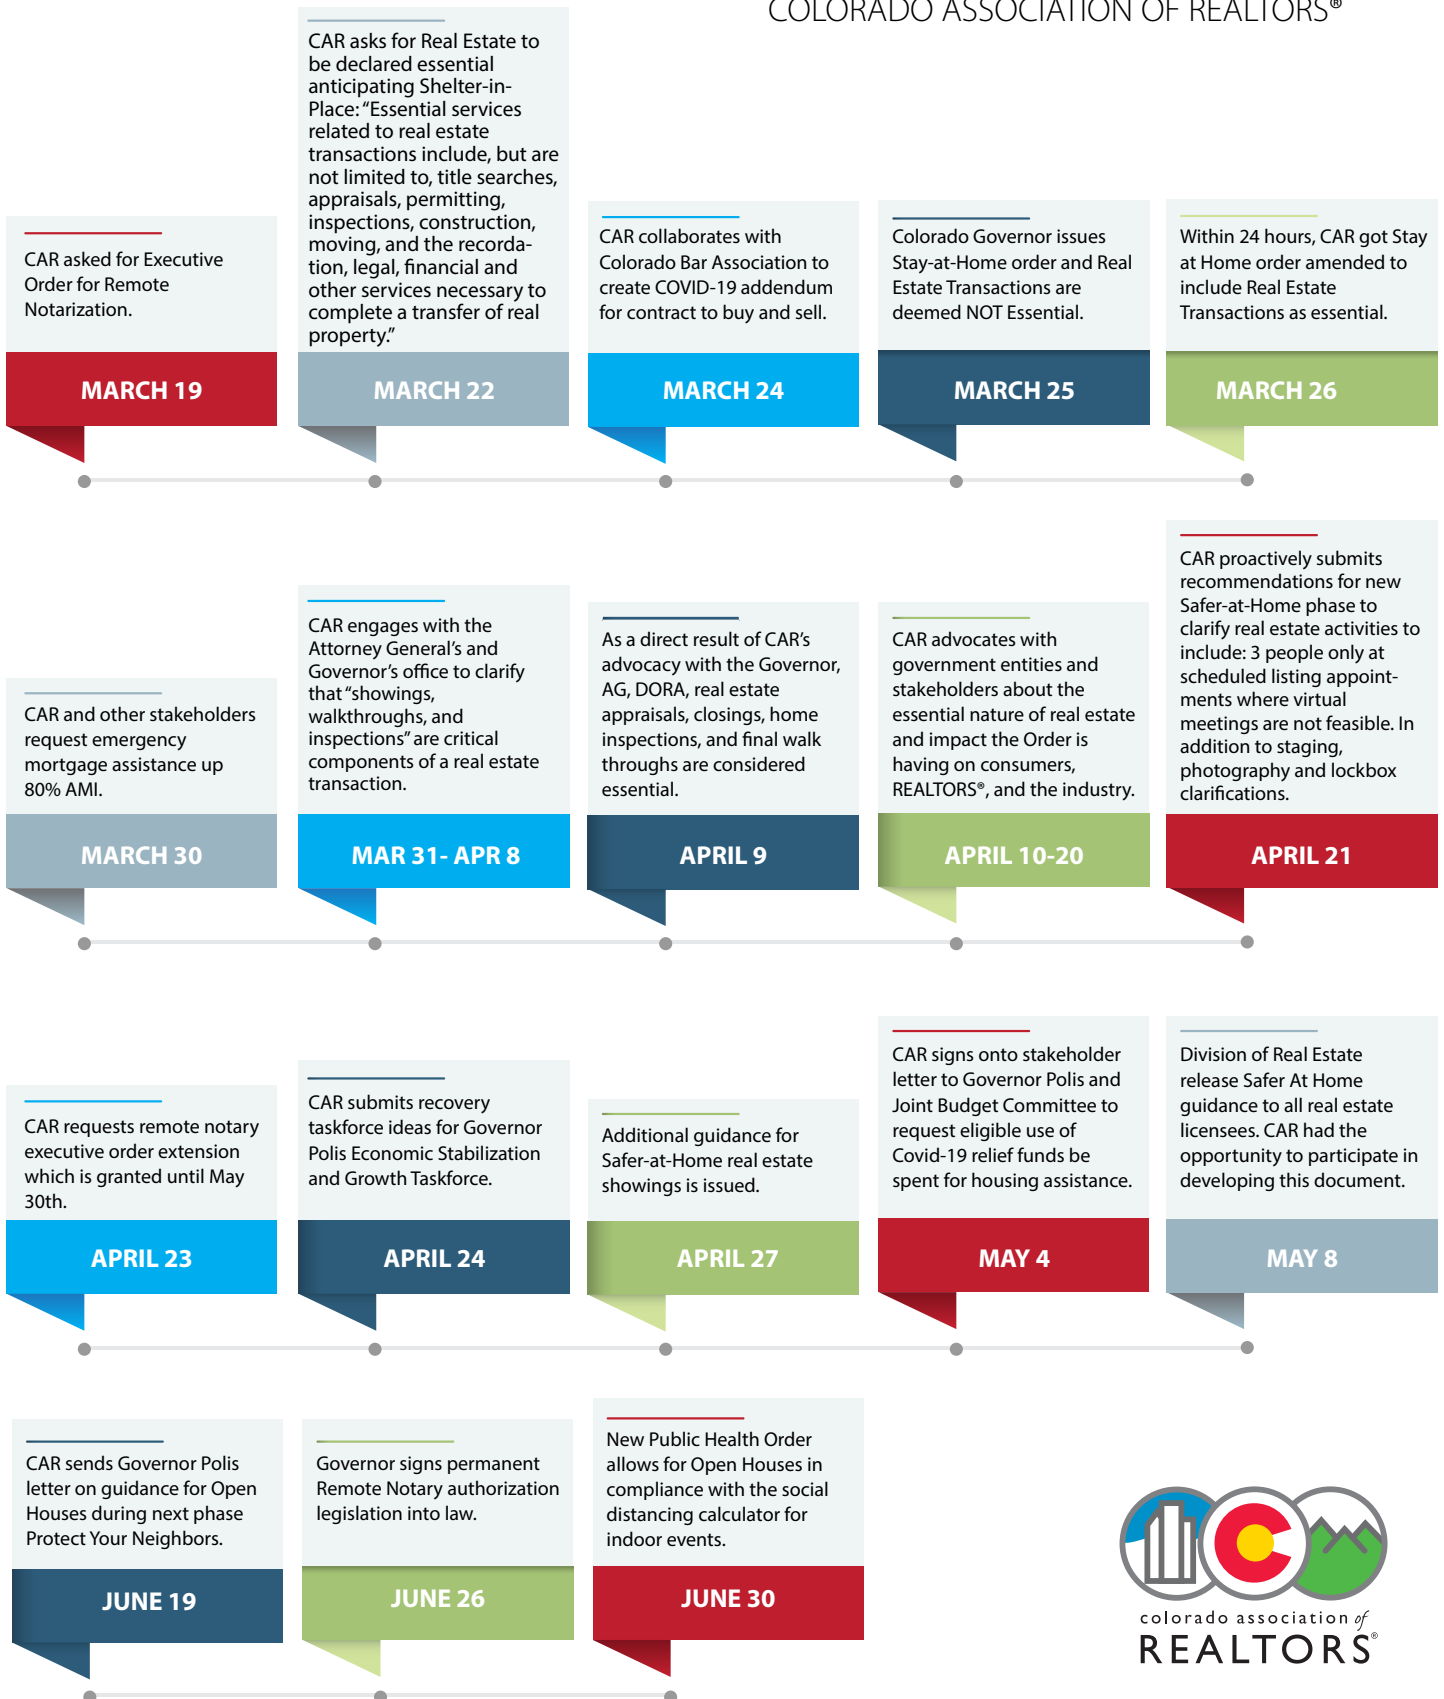 COLORADO ASSOCIATION OF REALTORS®
CAR asked for Executive
Order for Remote
Notarization.
MARCH 19
CAR asks for Real Estate to
be declared essential
anticipating Shelter-in-
Place: “Essential services
related to real estate
transactions include, but are
not limited to, title searches,
appraisals, permitting,
inspections, construction,
moving, and the recorda-
tion, legal, financial and
other services necessary to
complete a transfer of real
property.”
MARCH 22
CAR collaborates with
Colorado Bar Association to
create COVID-19 addendum
for contract to buy and sell.
MARCH 24
Colorado Governor issues
Stay-at-Home order and Real
Estate Transactions are
deemed NOT Essential.
MARCH 25
Within 24 hours, CAR got Stay
at Home order amended to
include Real Estate
Transactions as essential.
MARCH 26
CAR and other stakeholders
request emergency
mortgage assistance up
80% AMI.
MARCH 30
CAR engages with the
Attorney General’s and
Governor’s office to clarify
that “showings,
walkthroughs, and
inspections” are critical
components of a real estate
transaction.
MAR 31- APR 8
As a direct result of CAR’s
advocacy with the Governor,
AG, DORA, real estate
appraisals, closings, home
inspections, and final walk
throughs are considered
essential.
APRIL 9
CAR advocates with
government entities and
stakeholders about the
essential nature of real estate
and impact the Order is
having on consumers,
REALTORS®, and the industry.
APRIL 10-20
CAR proactively submits
recommendations for new
Safer-at-Home phase to
clarify real estate activities to
include: 3 people only at
scheduled listing appoint-
ments where virtual
meetings are not feasible. In
addition to staging,
photography and lockbox
clarifications.
APRIL 21
CAR requests remote notary
executive order extension
which is granted until May
30th.
APRIL 23
CAR submits recovery
taskforce ideas for Governor
Polis Economic Stabilization
and Growth Taskforce.
APRIL 24
Additional guidance for
Safer-at-Home real estate
showings is issued.
APRIL 27
CAR signs onto stakeholder
letter to Governor Polis and
Joint Budget Committee to
request eligible use of
Covid-19 relief funds be
spent for housing assistance.
MAY 4
Division of Real Estate
release Safer At Home
guidance to all real estate
licensees. CAR had the
opportunity to participate in
developing this document.
MAY 8
CAR sends Governor Polis
letter on guidance for Open
Houses during next phase
Protect Your Neighbors.
JUNE 19
Governor signs permanent
Remote Notary authorization
legislation into law.
JUNE 26
New Public Health Order
allows for Open Houses in
compliance with the social
distancing calculator for
indoor events.
JUNE 30
colorado association of
REALTORS®